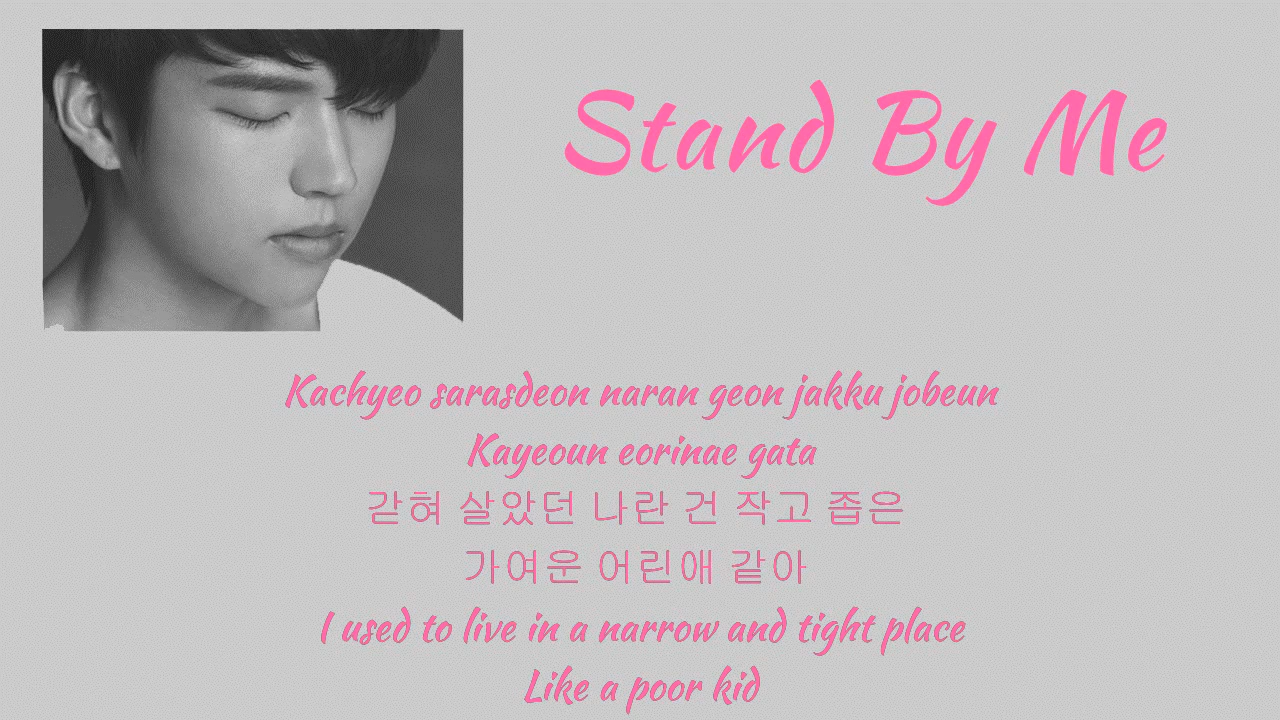 Stand By Me
Kachyeo sarasdeon naran geon jakku jobeun
Kayeoun eorinae gata
갇혀 살았던 나란 건 작고 좁은
가여운 어린애 같아
I used to live in a narrow and tight place
Like a poor kid